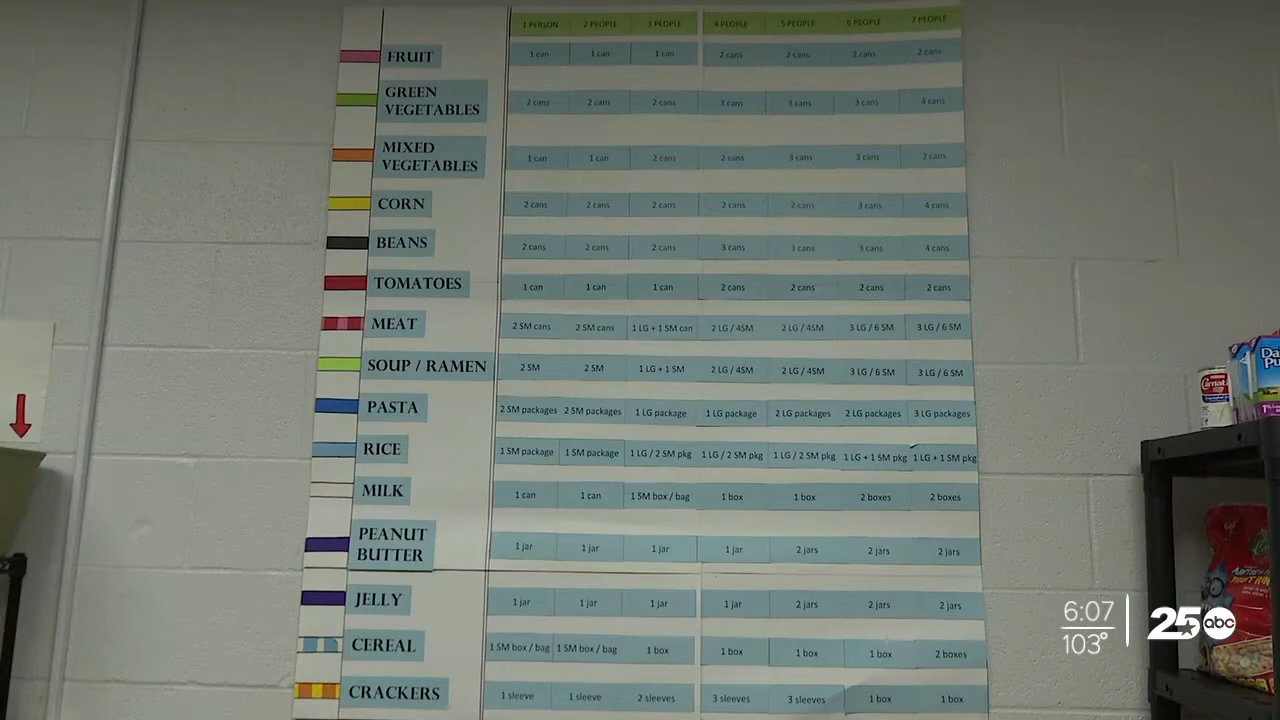 1 PERSON 2 PEOPLE 3 PEOPLE 4 PEOPLE 5 PEOPLE 6 PEOPLE 7 PEOPLE
FRUIT 1 can 1 can 1 can 2 cans 2 cans 2 cans 2 cans
GREEN
VEGETABLES 2 cans 2 cans 2 cans 3 cans 3 cans 3 cans 4 cans
MIXED
VEGETABLES 1 can 1 can 2 cans 2 cans 3 cans 3 cans 3 cans
CORN 2 cans 2 cans 2 cans 2 cans 2 cans 3 cans 4 cans
BEANS 2 cans 2 cans 2 cans 3 cans 3 cans 3 cans 4 cans
TOMATOES 1 can 1 can 1 can 2 cans 2 cans 2 cans 2 cans
MEAT 2 SM cans 2 SM cans 1 LG + 1 SM can 2 LG / 4SM 2 LG / 4SM 3 LG / 6 SM 3 LG / 6 SM
SOUP / RAMEN 2 SM 2 SM 1 LG + 1 SM 2 LG / 4SM 2 LG / 4SM 3 LG / 6 SM 3 LG / 6 SM
PASTA 2 SM packages 2 SM packages 1 LG package 1 LG package 2 LG packages 2 LG packages 3 LG packages
RICE 1 SM package 1 SM package 1 LG / 2 SM pkg 1 LG / 2 SM pkg 1 LG / 2 SM pkg 1 LG + 1 SM pkg 1 LG + 1 SM pkg
MILK 1 can 1 can 1 SM box / bag 1 box 1 box 2 boxes 2 boxes
PEANUT
BUTTER 1 jar 1 jar 1 jar 1 jar 2 jars 2 jars 2 jars
JELLY 1 jar 1 jar 1 jar 1 jar 2 jars 2 jars 2 jars
CEREAL 1 SM box / bag 1 SM box / bag 1 box 1 box 1 box 1 box 2 boxes
CRACKERS 1 sleeve 1 sleeve 2 sleeves 3 sleeves 3 sleeves 1 box 1 box
6:07
103°
25 abc